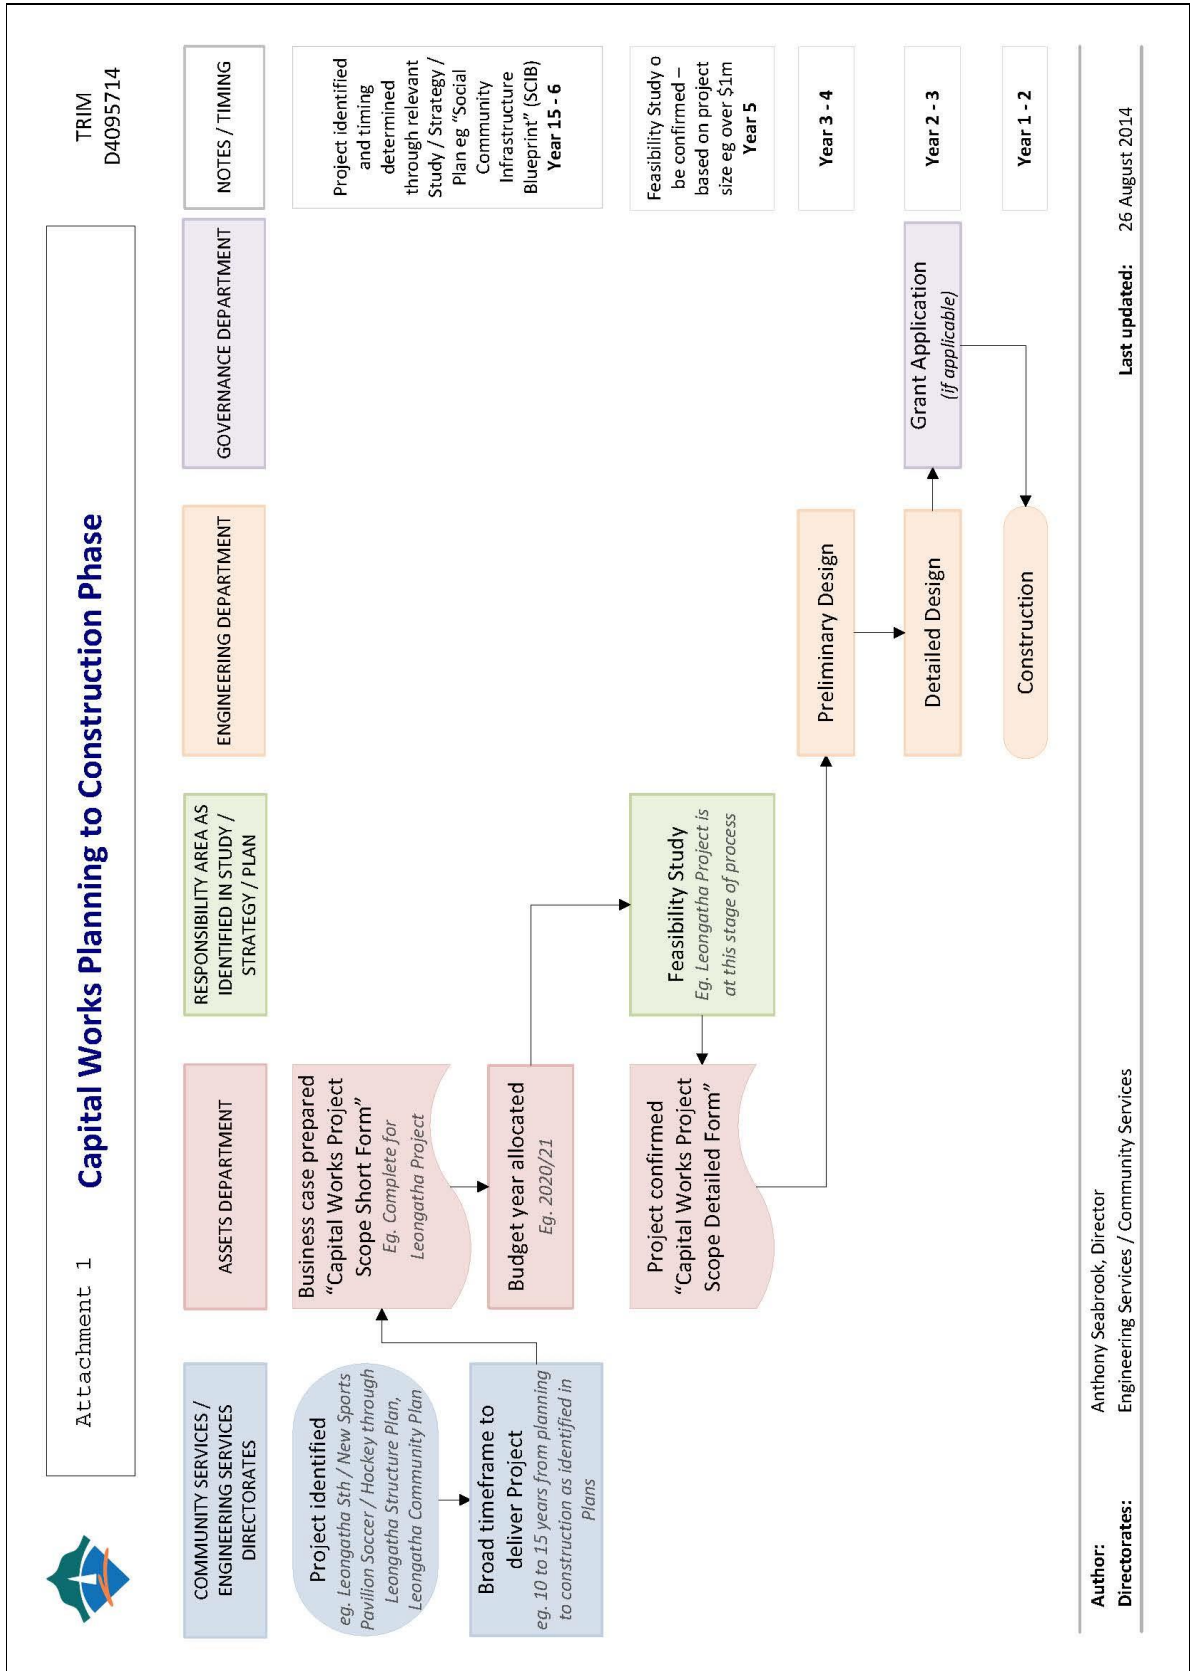 Attachment 1
Capital Works Planning to Construction Phase
TRIM
D4095714
COMMUNITY SERVICES /
ENGINEERING SERVICES
DIRECTORATES
ASSETS DEPARTMENT
RESPONSIBILITY AREA AS
IDENTIFIED IN STUDY /
STRATEGY / PLAN
ENGINEERING DEPARTMENT
GOVERNANCE DEPARTMENT
NOTES / TIMING
Project identified
eg. Leongatha Sth / New Sports
Pavilion Soccer / Hockey through
Leongatha Structure Plan,
Leongatha Community Plan
Broad timeframe to
deliver Project
eg. 10 to 15 years from planning
to construction as identified in
Plans
Business case prepared
“Capital Works Project
Scope Short Form”
Eg. Complete for
Leongatha Project
Budget year allocated
Eg. 2020/21
Project identified
and timing
determined
through relevant
Study / Strategy /
Plan eg “Social
Community
Infrastructure
Blueprint” (SCIB)
Year 15 - 6
Project confirmed
“Capital Works Project
Scope Detailed Form”
Feasibility Study
Eg. Leongatha Project is
at this stage of process
Feasibility Study o
be confirmed –
based on project
size eg over $1m
Year 5
Preliminary Design
Year 3 - 4
Detailed Design
Grant Application
(if applicable)
Year 2 - 3
Construction
Year 1 - 2
Author: Anthony Seabrook, Director
Directorates: Engineering Services / Community Services
Last updated: 26 August 2014